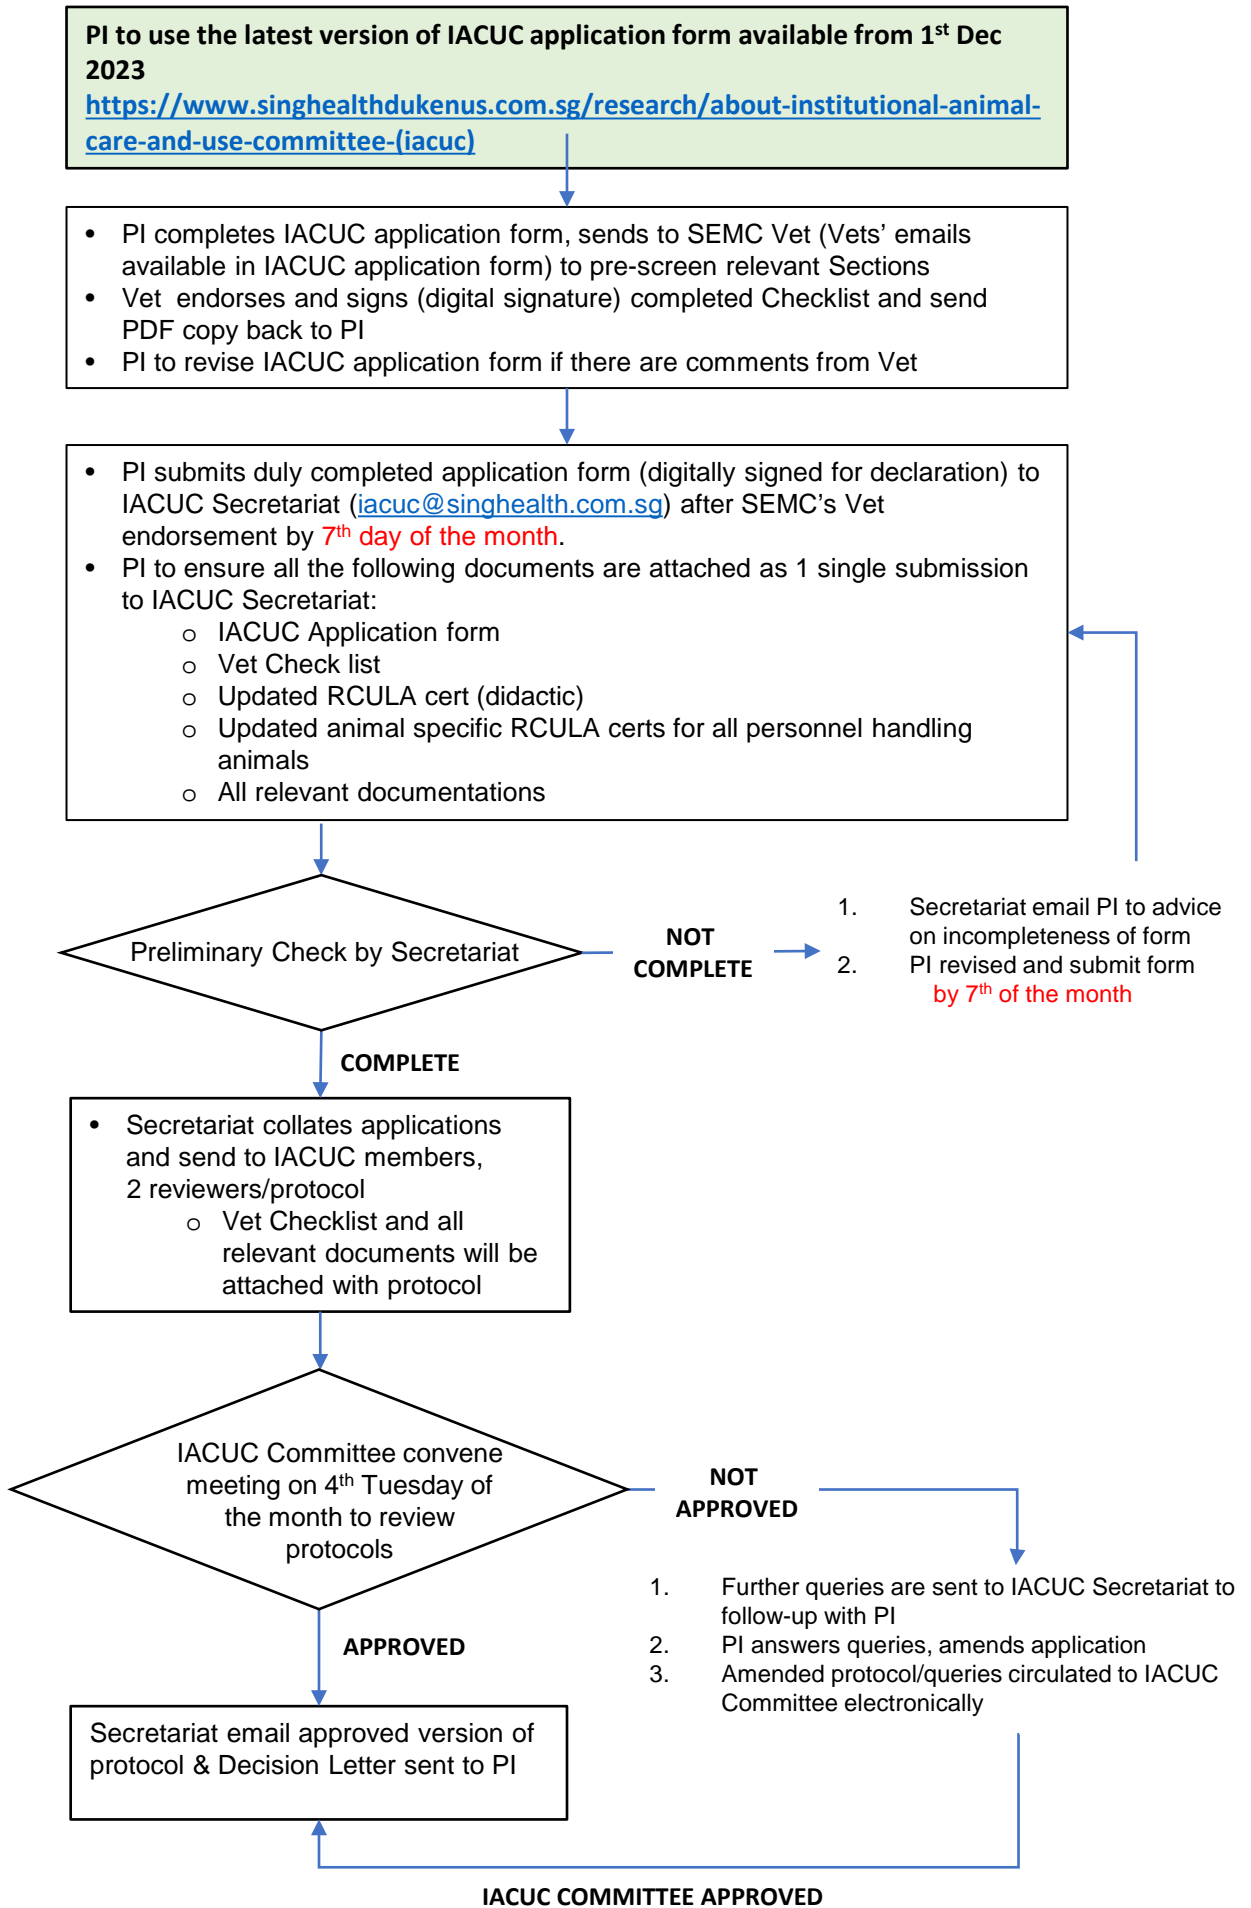 PI to use the latest version of IACUC application form available from 1st Dec
2023
https://www.singhealthdukenus.com.sg/research/about-institutional-animal-
care-and-use-committee-(iacuc)
• PI completes IACUC application form, sends to SEMC Vet (Vets’ emails
available in IACUC application form) to pre-screen relevant Sections
• Vet endorses and signs (digital signature) completed Checklist and send
PDF copy back to PI
• PI to revise IACUC application form if there are comments from Vet
• PI submits duly completed application form (digitally signed for declaration) to
IACUC Secretariat (iacuc@singhealth.com.sg) after SEMC’s Vet
endorsement by 7th day of the month.
• PI to ensure all the following documents are attached as 1 single submission
to IACUC Secretariat:
o IACUC Application form
o Vet Check list
o Updated RCULA cert (didactic)
o Updated animal specific RCULA certs for all personnel handling
animals
o All relevant documentations
Preliminary Check by Secretariat
NOT
COMPLETE
1. Secretariat email PI to advice
on incompleteness of form
2. PI revised and submit form
by 7th of the month
COMPLETE
• Secretariat collates applications
and send to IACUC members,
2 reviewers/protocol
o Vet Checklist and all
relevant documents will be
attached with protocol
IACUC Committee convene
meeting on 4th Tuesday of
the month to review
protocols
NOT
APPROVED
1. Further queries are sent to IACUC Secretariat to
follow-up with PI
2. PI answers queries, amends application
3. Amended protocol/queries circulated to IACUC
Committee electronically
APPROVED
Secretariat email approved version of
protocol & Decision Letter sent to PI
IACUC COMMITTEE APPROVED